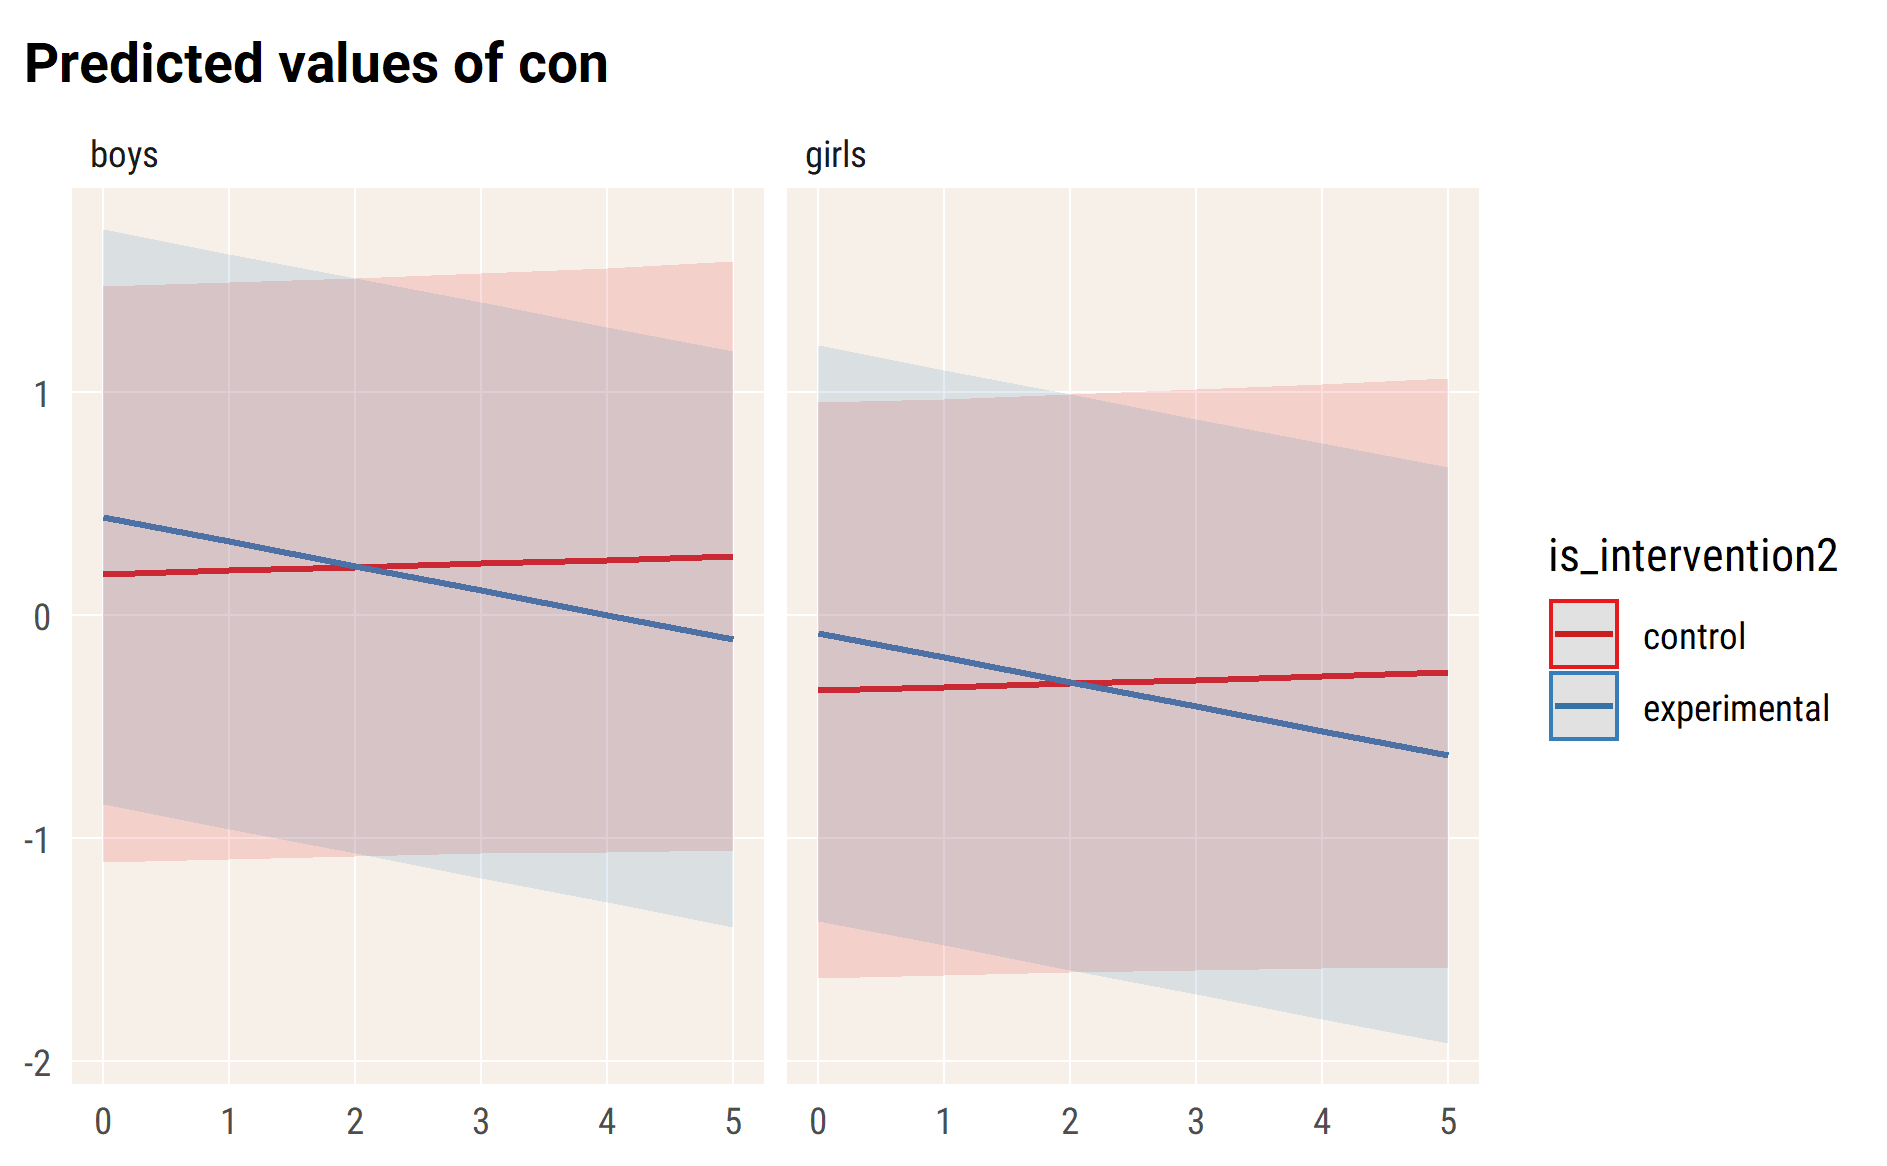 Predicted values of con
boys
girls
1
0
-1
-2
0 1 2 3 4 5
0 1 2 3 4 5
is_intervention2
control
experimental